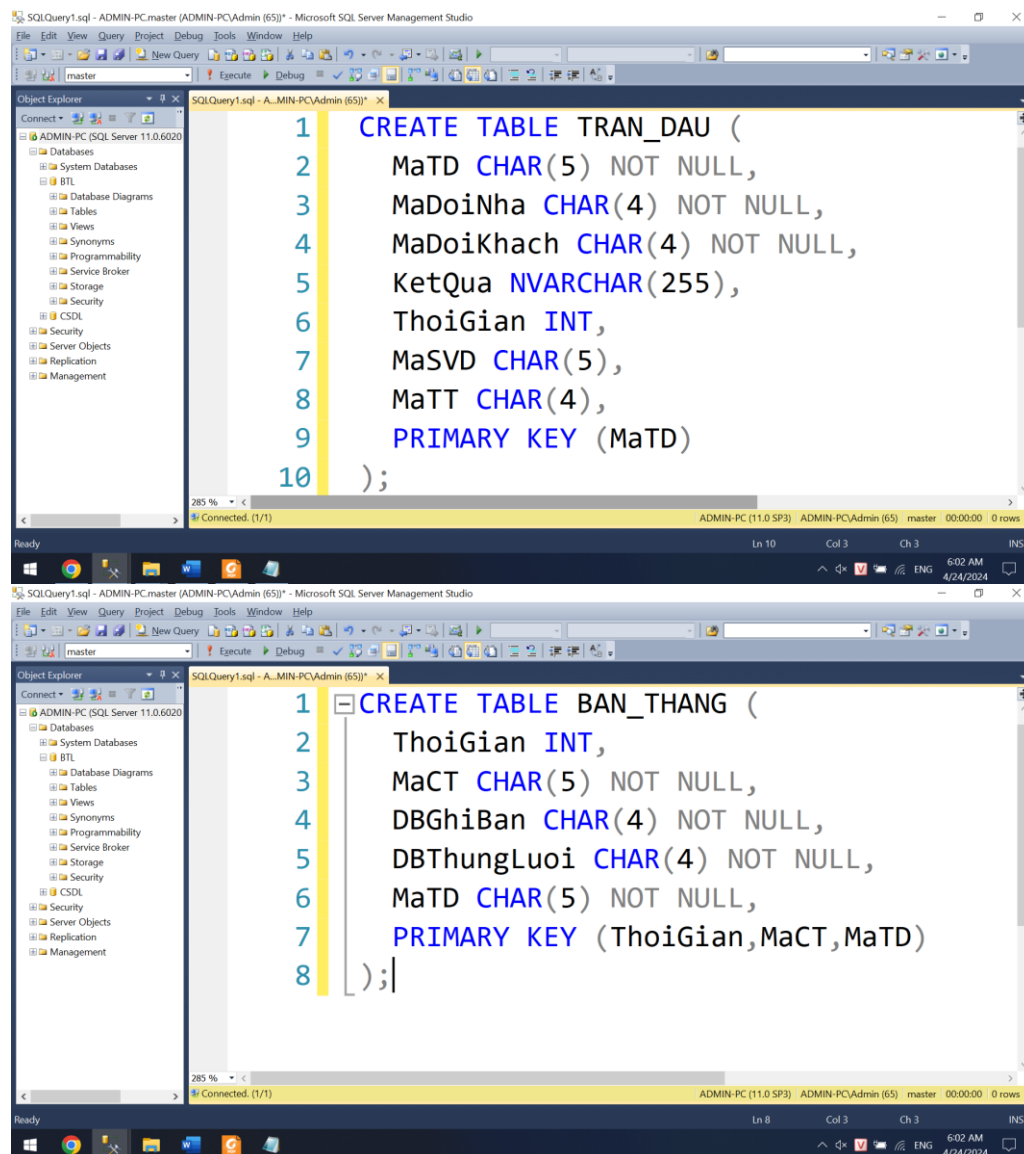 SQLQuery1.sql - ADMIN-PC.master (ADMIN-PC\Admin (65))* - Microsoft SQL Server Management Studio
File Edit View Query Project Debug Tools Window Help
New Query
master Execute Debug
Object Explorer SQLQuery1.sql - A...MIN-PC\Admin (65))*
Connect
ADMIN-PC (SQL Server 11.0.6020
Databases
System Databases
BTL
Database Diagrams
Tables
Views
Synonyms
Programmability
Service Broker
Storage
Security
CSDL
Security
Server Objects
Replication
Management
1 CREATE TABLE TRAN_DAU (
2 MaTD CHAR(5) NOT NULL,
3 MaDoiNha CHAR(4) NOT NULL,
4 MaDoiKhach CHAR(4) NOT NULL,
5 KetQua NVARCHAR(255),
6 ThoiGian INT,
7 MaSVD CHAR(5),
8 MaTT CHAR(4),
9 PRIMARY KEY (MaTD)
10 );
285 %
Connected. (1/1) ADMIN-PC (11.0 SP3) ADMIN-PC\Admin (65) master 00:00:00 0 rows
Ready Ln 10 Col 3 Ch 3 INS
ENG 6:02 AM
4/24/2024
SQLQuery1.sql - ADMIN-PC.master (ADMIN-PC\Admin (65))* - Microsoft SQL Server Management Studio
File Edit View Query Project Debug Tools Window Help
New Query
master Execute Debug
Object Explorer SQLQuery1.sql - A...MIN-PC\Admin (65))*
Connect
ADMIN-PC (SQL Server 11.0.6020
Databases
System Databases
BTL
Database Diagrams
Tables
Views
Synonyms
Programmability
Service Broker
Storage
Security
CSDL
Security
Server Objects
Replication
Management
1 CREATE TABLE BAN_THANG (
2 ThoiGian INT,
3 MaCT CHAR(5) NOT NULL,
4 DBGhiBan CHAR(4) NOT NULL,
5 DBThungLuoi CHAR(4) NOT NULL,
6 MaTD CHAR(5) NOT NULL,
7 PRIMARY KEY (ThoiGian,MaCT,MaTD)
8 );
285 %
Connected. (1/1) ADMIN-PC (11.0 SP3) ADMIN-PC\Admin (65) master 00:00:00 0 rows
Ready Ln 8 Col 3 Ch 3 INS
ENG 6:02 AM
4/24/2024